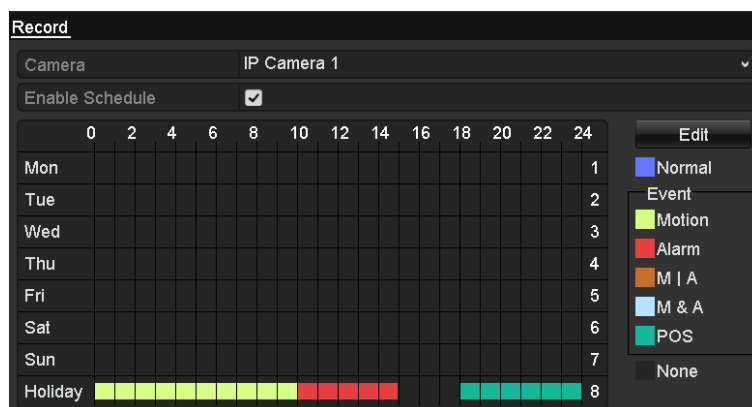 Record
Camera IP Camera 1
Enable Schedule
0 2 4 6 8 10 12 14 16 18 20 22 24 Edit
Mon 1 Normal
Event
Tue 2 Motion
Wed 3 Alarm
Thu 4 M | A
Fri 5 M & A
Sat 6 POS
Sun 7 None
Holiday 8